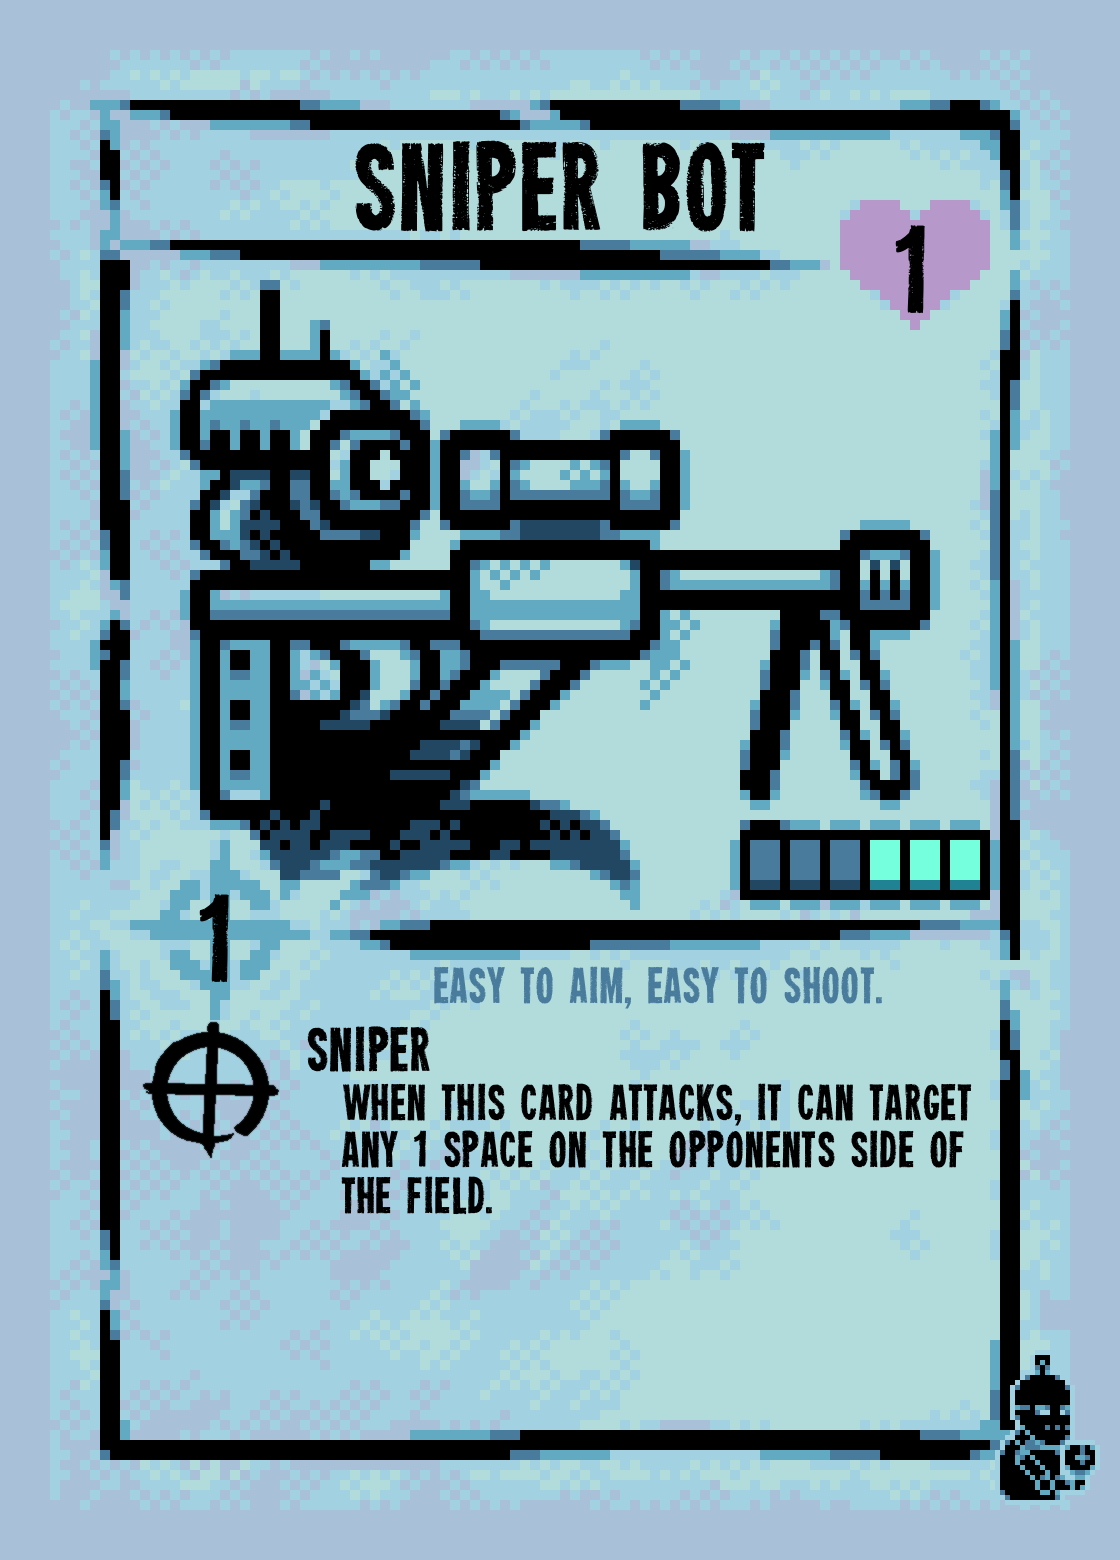 SNIPER BOT
1
1
EASY TO AIM, EASY TO SHOOT.
SNIPER
WHEN THIS CARD ATTACKS, IT CAN TARGET
ANY 1 SPACE ON THE OPPONENTS SIDE OF
THE FIELD.